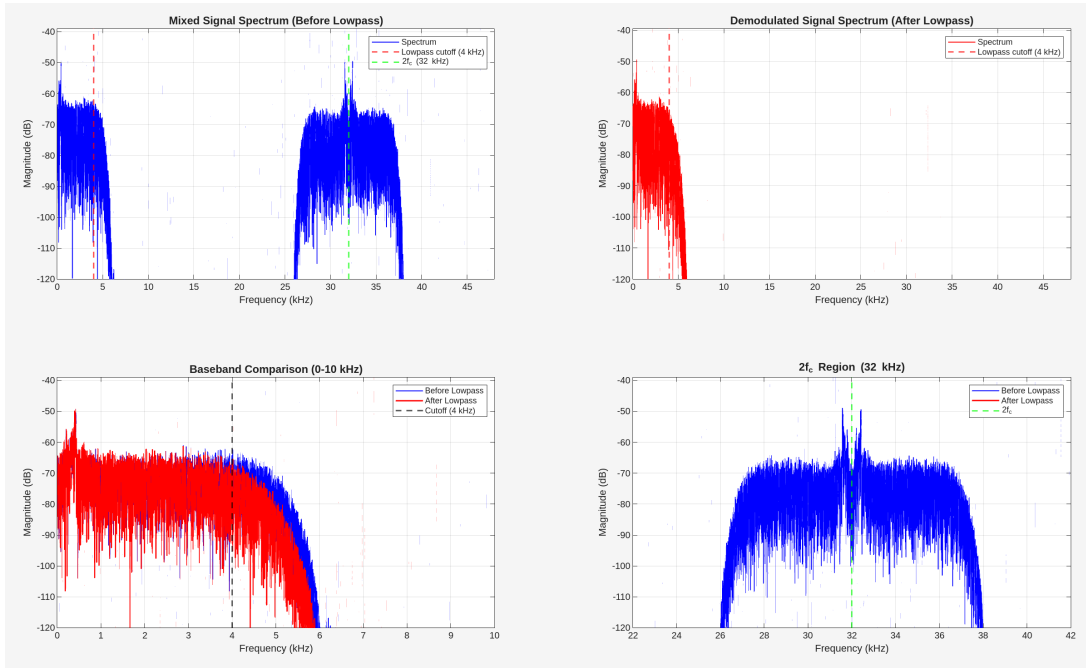 Mixed Signal Spectrum (Before Lowpass)
Spectrum
Lowpass cutoff (4 kHz)
2fc (32 kHz)
Magnitude (dB)
-40
-50
-60
-70
-80
-90
-100
-110
-120
0 5 10 15 20 25 30 35 40 45
Frequency (kHz)
Demodulated Signal Spectrum (After Lowpass)
Spectrum
Lowpass cutoff (4 kHz)
Magnitude (dB)
-40
-50
-60
-70
-80
-90
-100
-110
-120
0 5 10 15 20 25 30 35 40 45
Frequency (kHz)
Baseband Comparison (0-10 kHz)
Before Lowpass
After Lowpass
Cutoff (4 kHz)
Magnitude (dB)
-40
-50
-60
-70
-80
-90
-100
-110
-120
0 1 2 3 4 5 6 7 8 9 10
Frequency (kHz)
2fc Region (32 kHz)
Before Lowpass
After Lowpass
2fc
Magnitude (dB)
-40
-50
-60
-70
-80
-90
-100
-110
-120
22 24 26 28 30 32 34 36 38 40 42
Frequency (kHz)